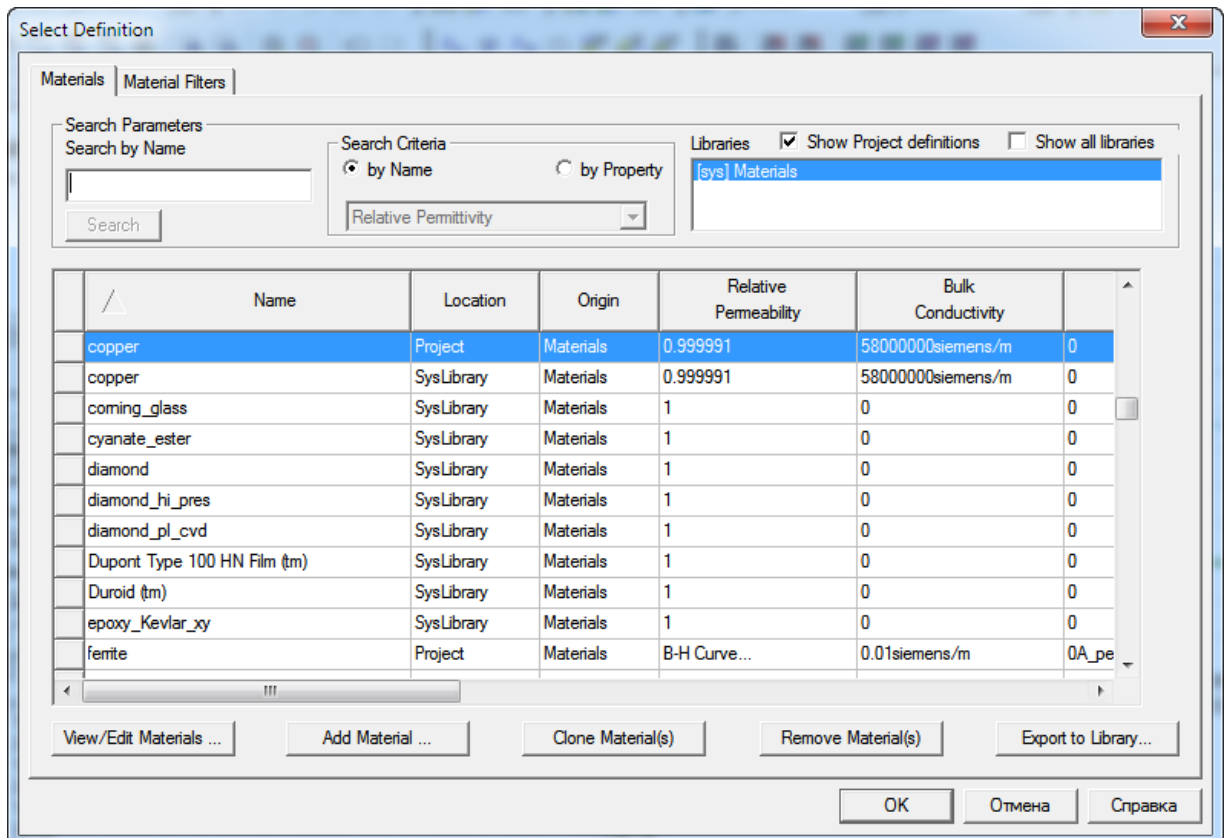 Select Definition
Materials Material Filters
Search Parameters
Search by Name
Search Criteria
Libraries Show Project definitions Show all libraries
by Name by Property
[sys] Materials
Relative Permittivity
Search
Name Location Origin Relative Permeability Bulk Conductivity
copper Project Materials 0.999991 58000000siemens/m 0
copper SysLibrary Materials 0.999991 58000000siemens/m 0
corning_glass SysLibrary Materials 1 0 0
cyanate_ester SysLibrary Materials 1 0 0
diamond SysLibrary Materials 1 0 0
diamond_hi_pres SysLibrary Materials 1 0 0
diamond_pl_cvd SysLibrary Materials 1 0 0
Dupont Type 100 HN Film (tm) SysLibrary Materials 1 0 0
Duroid (tm) SysLibrary Materials 1 0 0
epoxy_Kevlar_xy SysLibrary Materials 1 0 0
ferrite Project Materials B-H Curve... 0.01siemens/m 0A_pe
View/Edit Materials ... Add Material ... Clone Material(s) Remove Material(s) Export to Library...
OK Отмена Справка